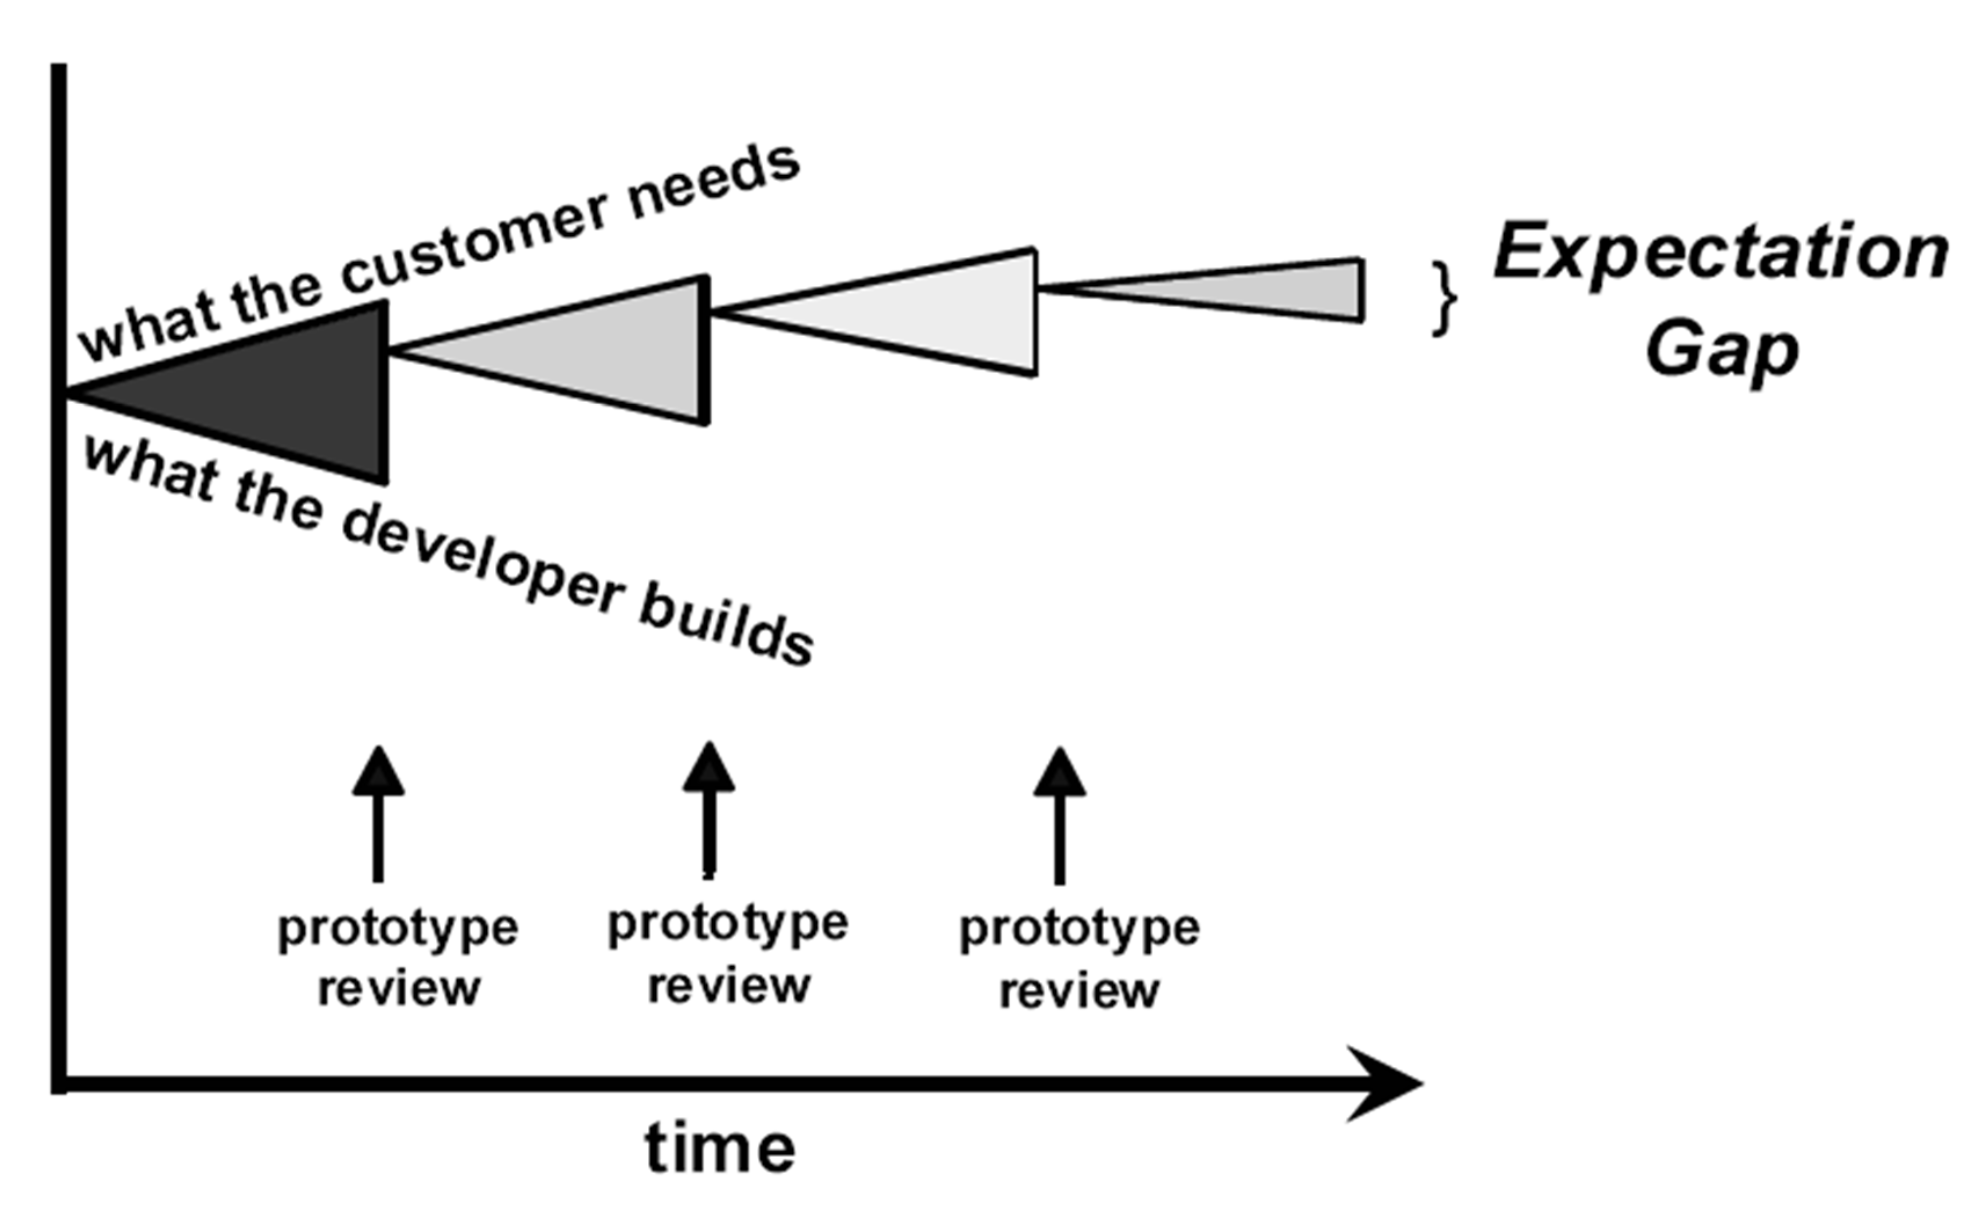 what the customer needs
Expectation
Gap
}
what the developer builds
prototype
review
prototype
review
prototype
review
time